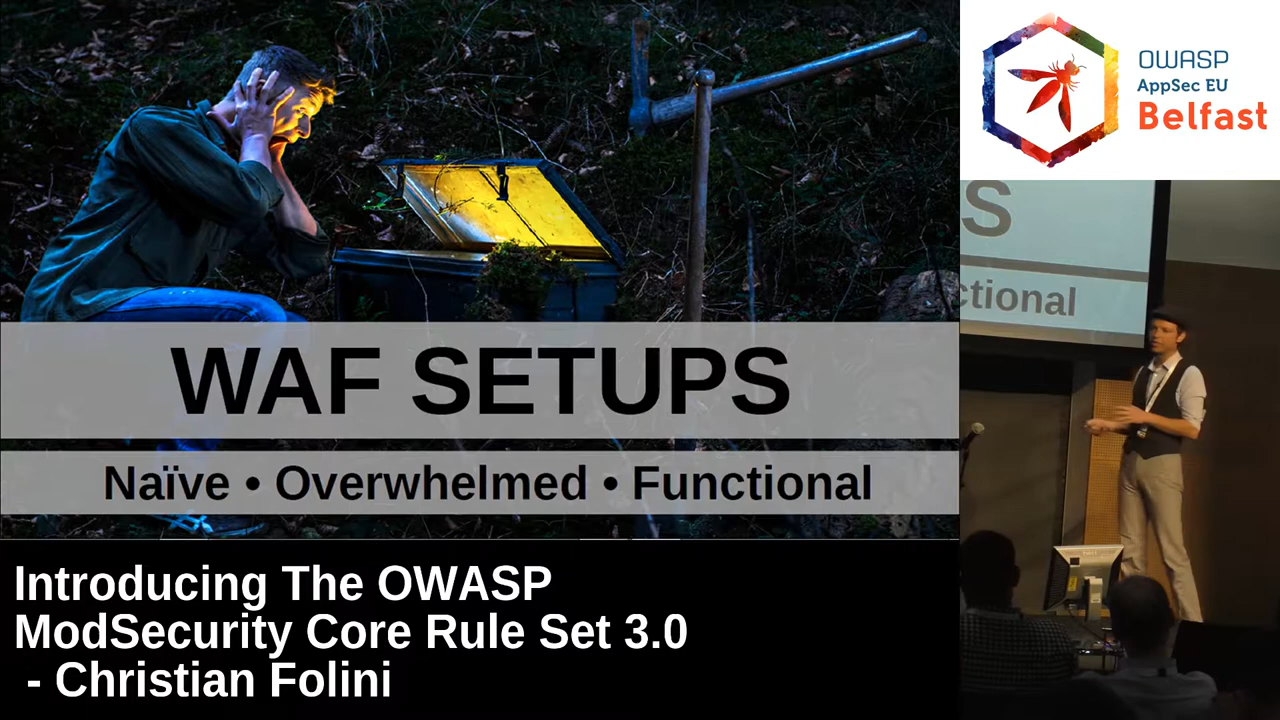 WAF SETUPS
Naïve • Overwhelmed • Functional
Introducing The OWASP
ModSecurity Core Rule Set 3.0
- Christian Folini
OWASP
AppSec EU
Belfast
S
ctional